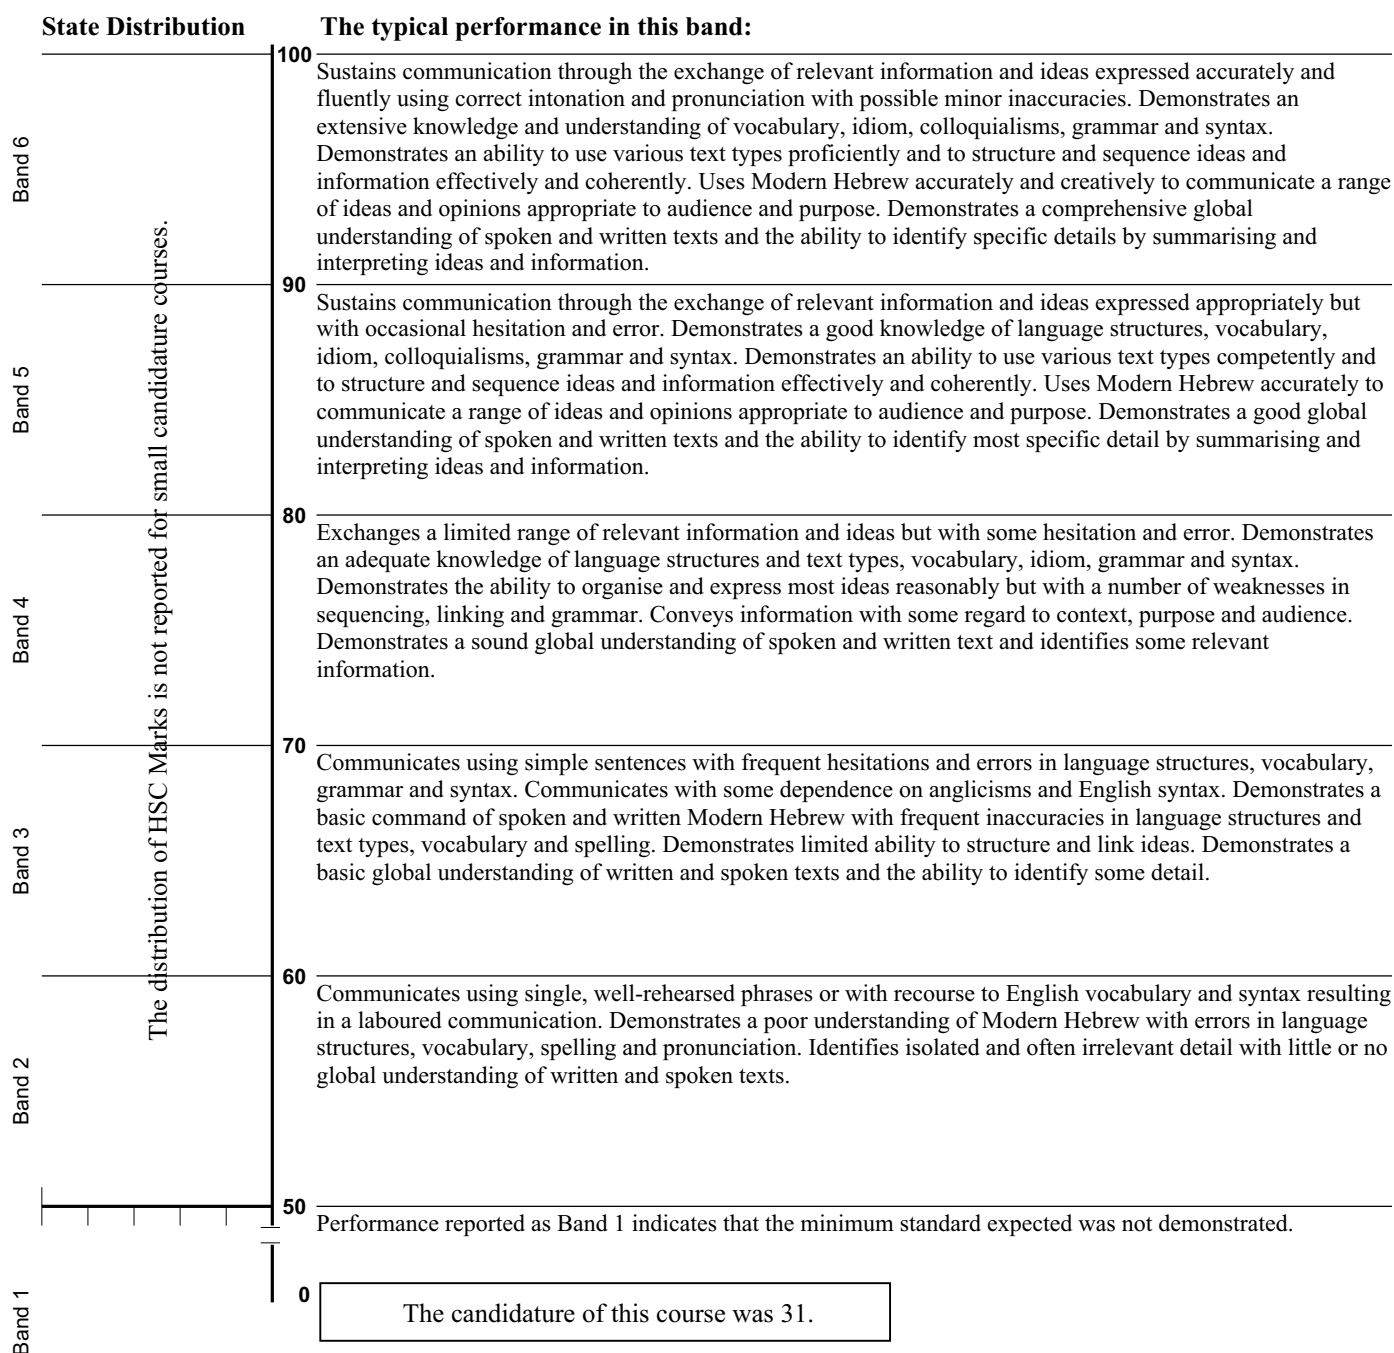 State Distribution
The typical performance in this band:
100
Sustains communication through the exchange of relevant information and ideas expressed accurately and
fluently using correct intonation and pronunciation with possible minor inaccuracies. Demonstrates an
extensive knowledge and understanding of vocabulary, idiom, colloquialisms, grammar and syntax.
Demonstrates an ability to use various text types proficiently and to structure and sequence ideas and
information effectively and coherently. Uses Modern Hebrew accurately and creatively to communicate a range
of ideas and opinions appropriate to audience and purpose. Demonstrates a comprehensive global
understanding of spoken and written texts and the ability to identify specific details by summarising and
interpreting ideas and information.
Band 6
90
Sustains communication through the exchange of relevant information and ideas expressed appropriately but
with occasional hesitation and error. Demonstrates a good knowledge of language structures, vocabulary,
idiom, colloquialisms, grammar and syntax. Demonstrates an ability to use various text types competently and
to structure and sequence ideas and information effectively and coherently. Uses Modern Hebrew accurately to
communicate a range of ideas and opinions appropriate to audience and purpose. Demonstrates a good global
understanding of spoken and written texts and the ability to identify most specific detail by summarising and
interpreting ideas and information.
Band 5
80
Exchanges a limited range of relevant information and ideas but with some hesitation and error. Demonstrates
an adequate knowledge of language structures and text types, vocabulary, idiom, grammar and syntax.
Demonstrates the ability to organise and express most ideas reasonably but with a number of weaknesses in
sequencing, linking and grammar. Conveys information with some regard to context, purpose and audience.
Demonstrates a sound global understanding of spoken and written text and identifies some relevant
information.
Band 4
The distribution of HSC Marks is not reported for small candidature courses.
70
Communicates using simple sentences with frequent hesitations and errors in language structures, vocabulary,
grammar and syntax. Communicates with some dependence on anglicisms and English syntax. Demonstrates a
basic command of spoken and written Modern Hebrew with frequent inaccuracies in language structures and
text types, vocabulary and spelling. Demonstrates limited ability to structure and link ideas. Demonstrates a
basic global understanding of written and spoken texts and the ability to identify some detail.
Band 3
60
Communicates using single, well-rehearsed phrases or with recourse to English vocabulary and syntax resulting
in a laboured communication. Demonstrates a poor understanding of Modern Hebrew with errors in language
structures, vocabulary, spelling and pronunciation. Identifies isolated and often irrelevant detail with little or no
global understanding of written and spoken texts.
Band 2
50
Performance reported as Band 1 indicates that the minimum standard expected was not demonstrated.
0
Band 1
The candidature of this course was 31.